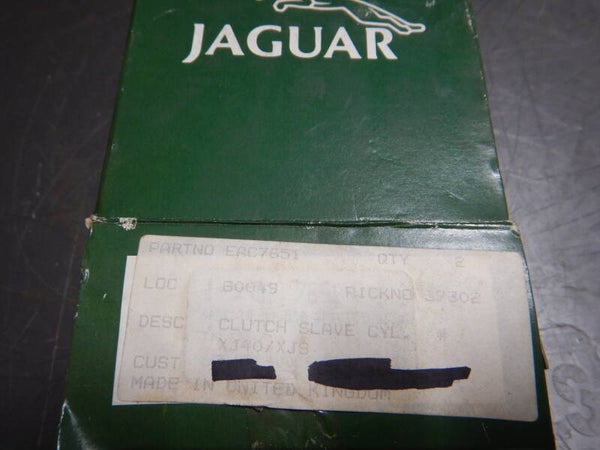 JAGUAR
PARTNO EAC7651 QTY 2
LOC B0049 PICKNO 39302
DESC CLUTCH SLAVE CYL. #
XJ40/XJS
CUST
MADE IN UNITED KINGDOM